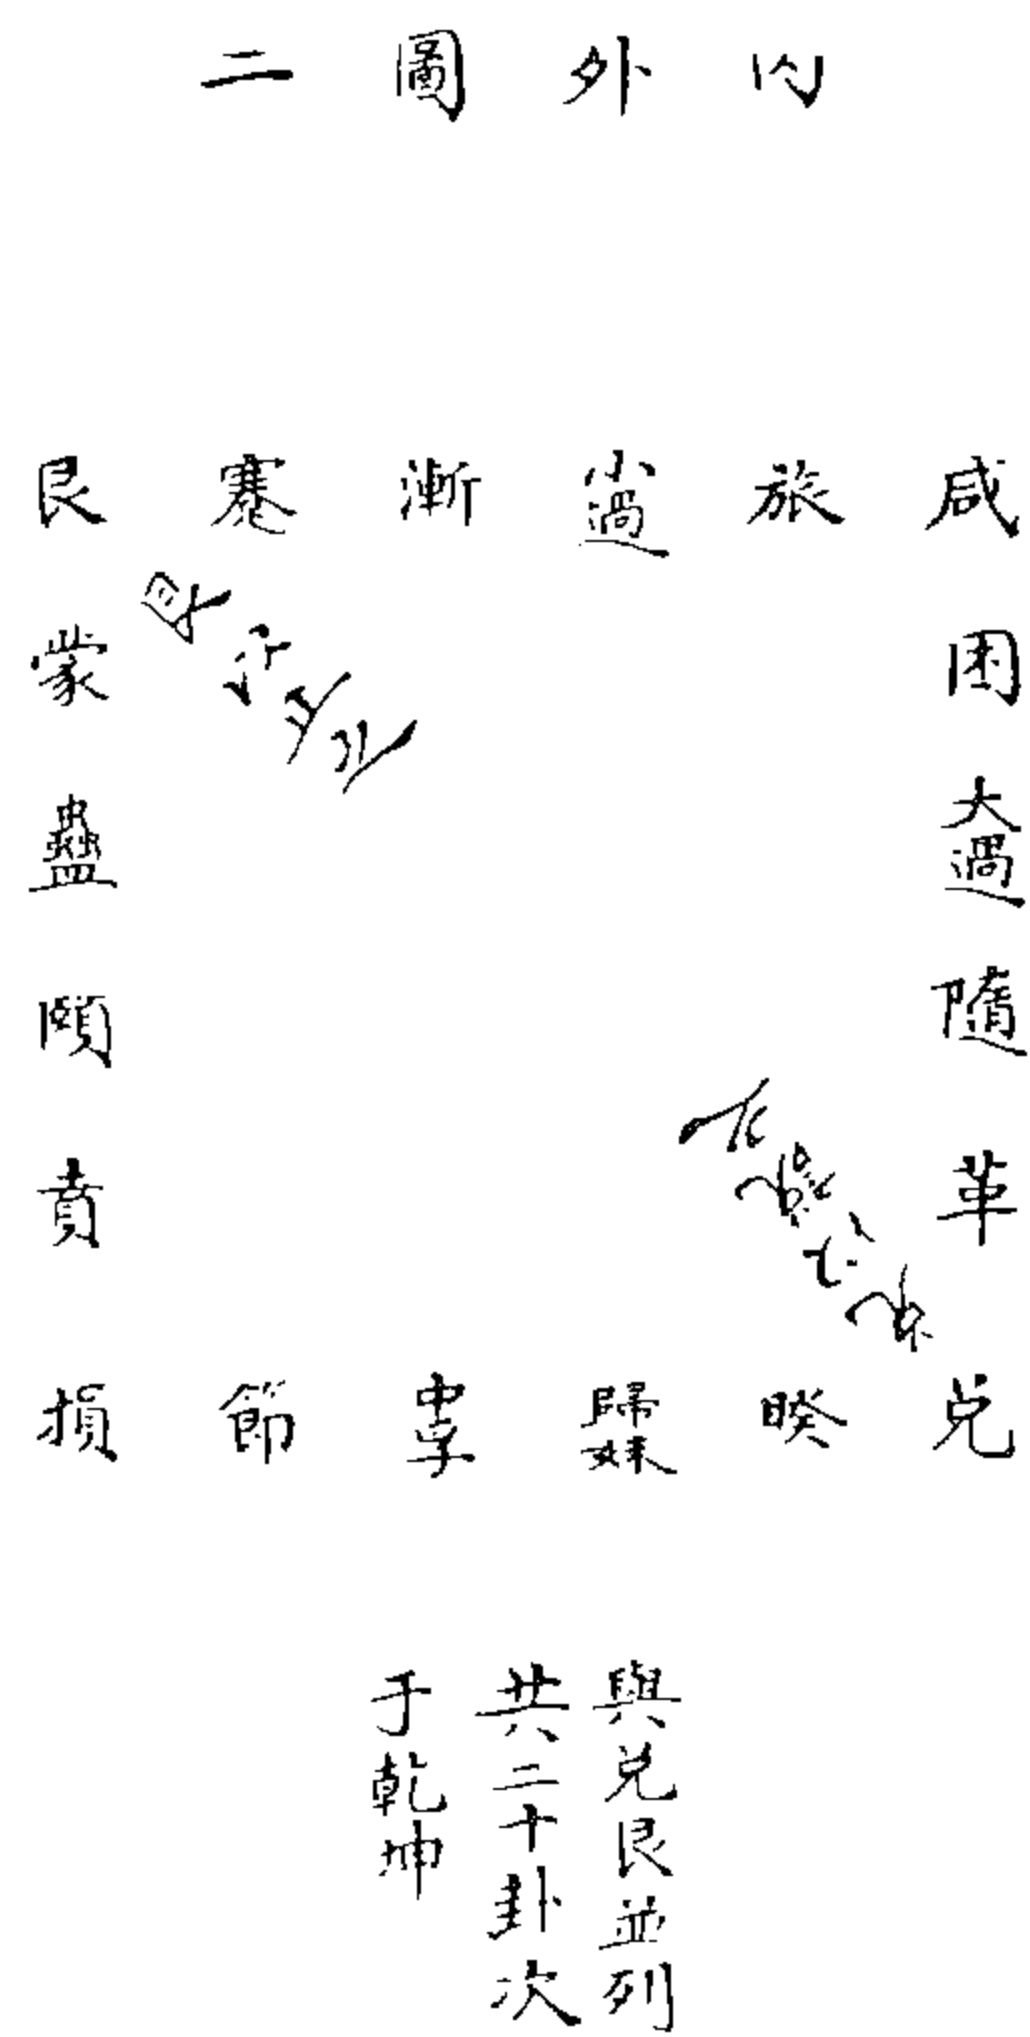 內外圖二
咸 旅 小過 漸 蹇 艮
困 蒙
大過 蠱
隨 頤
革 賁
兌 睽 歸妹 中孚 節 損
與兌艮並列
共二十卦次
于乾坤